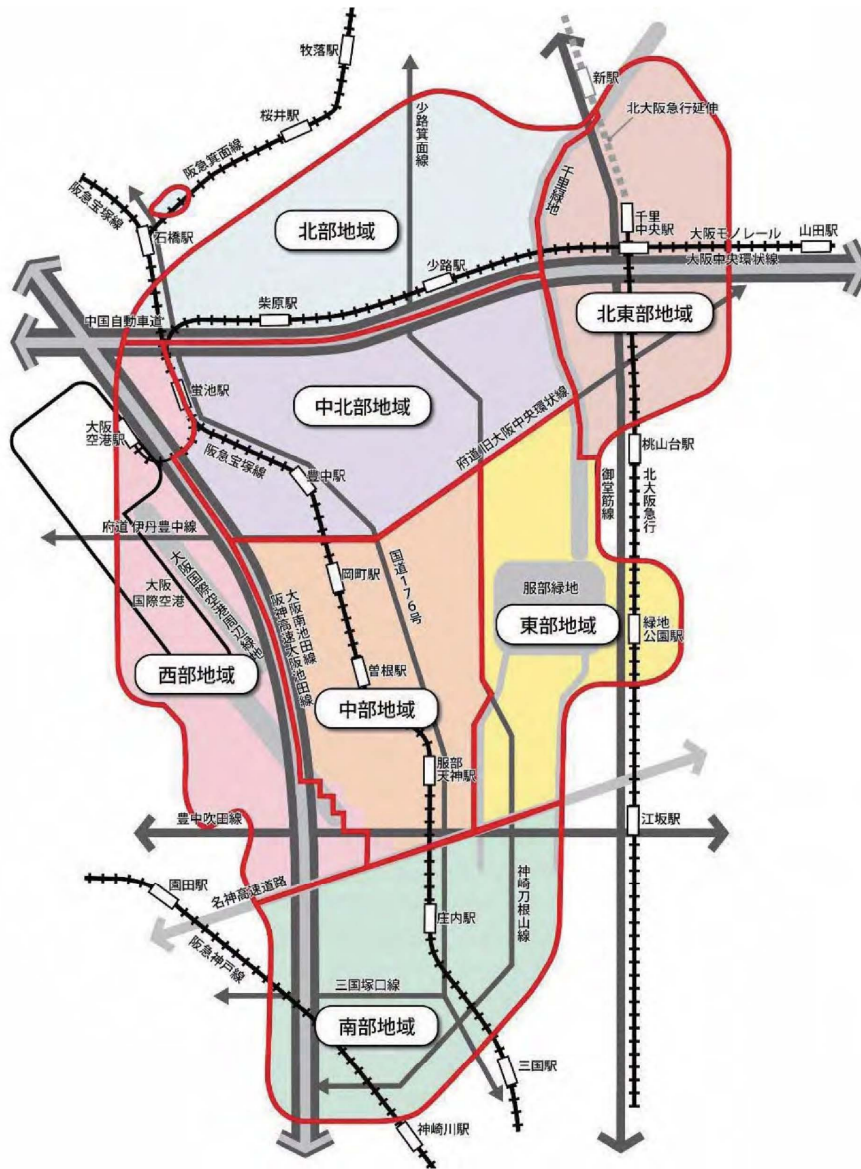 牧落駅
新駅
桜井駅
少路箕面線
北大阪急行延伸
阪急箕面線
阪急宝塚線
千里緑地
石橋駅
北部地域
千里
中央駅
大阪モノレール
山田駅
少路駅
大阪中央環状線
柴原駅
北東部地域
中国自動車道
蛍池駅
中北部地域
大阪
空港駅
府道 旧大阪中央環状線
阪急宝塚線
豊中駅
桃山台駅
御堂筋線
北大阪急行
府道 伊丹豊中線
国道176号
大阪国際空港周辺緑地
大阪
国際空港
岡町駅
服部緑地
大阪南池田線
阪神高速大阪池田線
東部地域
緑地
公園駅
西部地域
曽根駅
中部地域
服部
天神駅
豊中吹田線
江坂駅
名神高速道路
園田駅
神崎刀根山線
庄内駅
阪急神戸線
三国塚口線
南部地域
三国駅
神崎川駅